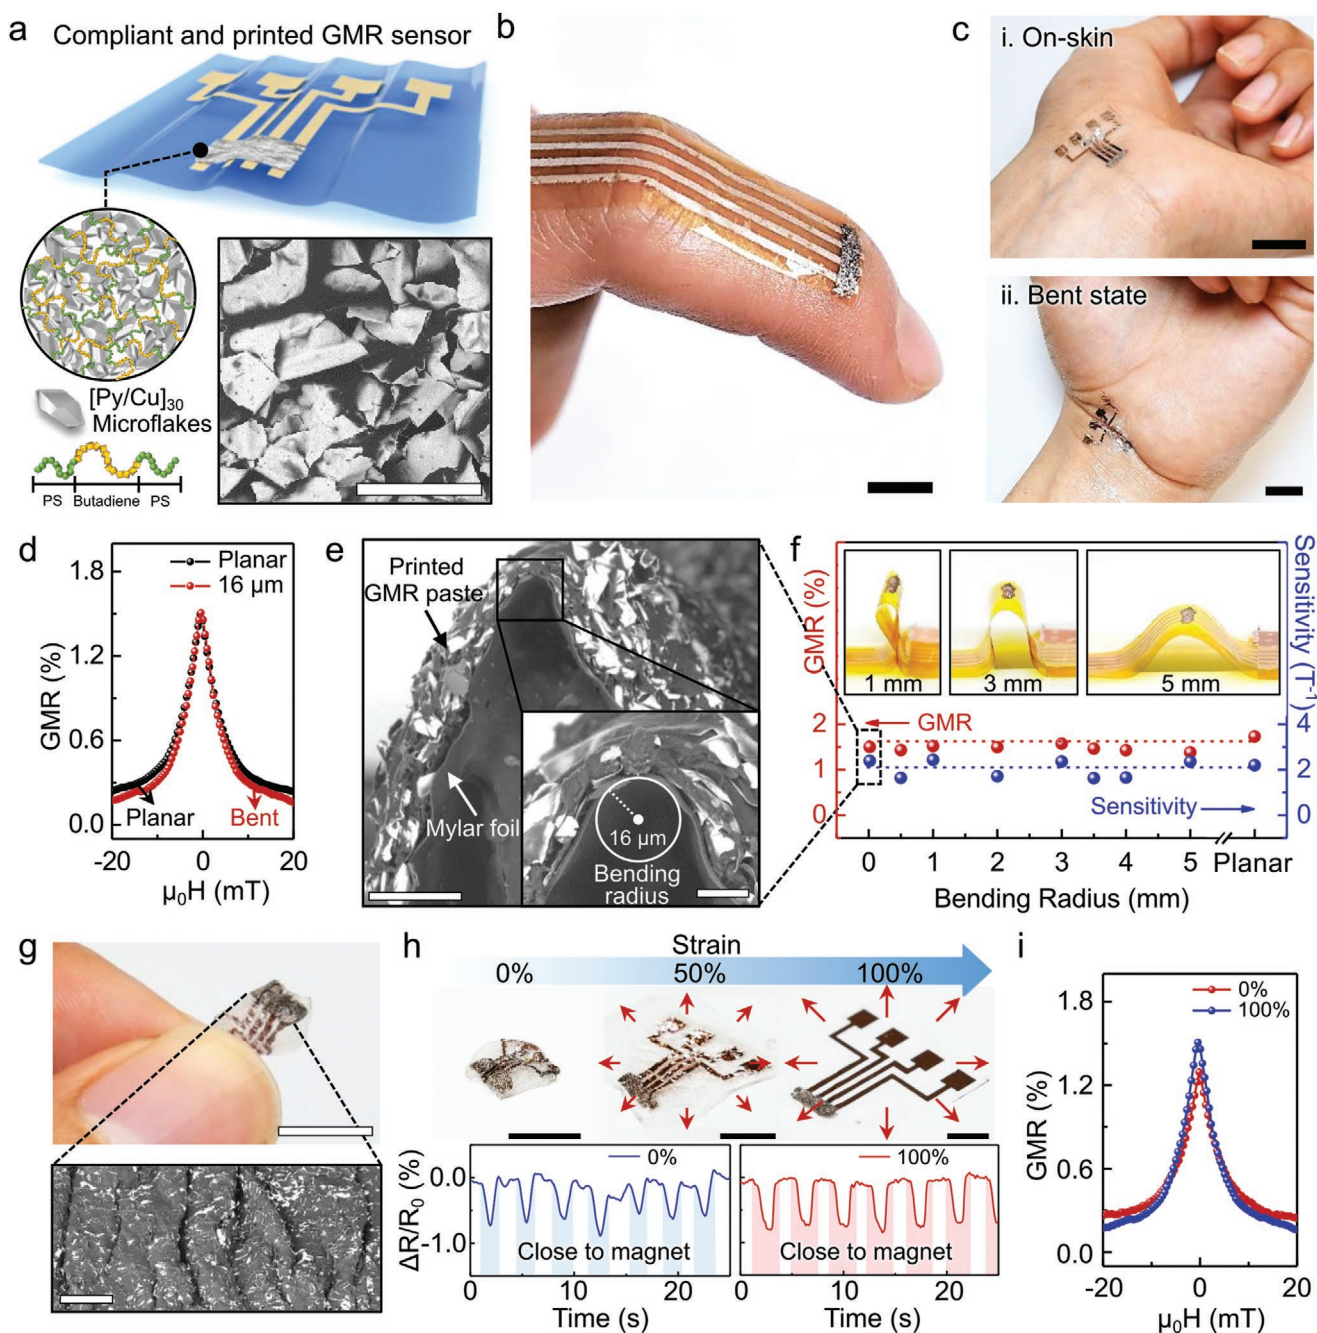 a
Compliant and printed GMR sensor
[Py/Cu]30
Microflakes
PS Butadiene PS
b
c
i. On-skin
ii. Bent state
d
Planar
16 μm
1.8
1.2
0.6
0.0
GMR (%)
Planar
Bent
-20 0 20
μ0H (mT)
e
Printed
GMR paste
Mylar foil
16 μm
Bending
radius
f
GMR (%)
Sensitivity (T-1)
1 mm
3 mm
5 mm
2
1
0
4
2
0
GMR
Sensitivity
0 1 2 3 4 5 Planar
Bending Radius (mm)
g
h
Strain
0% 50% 100%
ΔR/R0 (%)
0.0
-1.0
0%
Close to magnet
0 10 20
Time (s)
100%
Close to magnet
0 10 20
Time (s)
i
0%
100%
1.8
1.2
0.6
0.0
GMR (%)
-20 0 20
μ0H (mT)